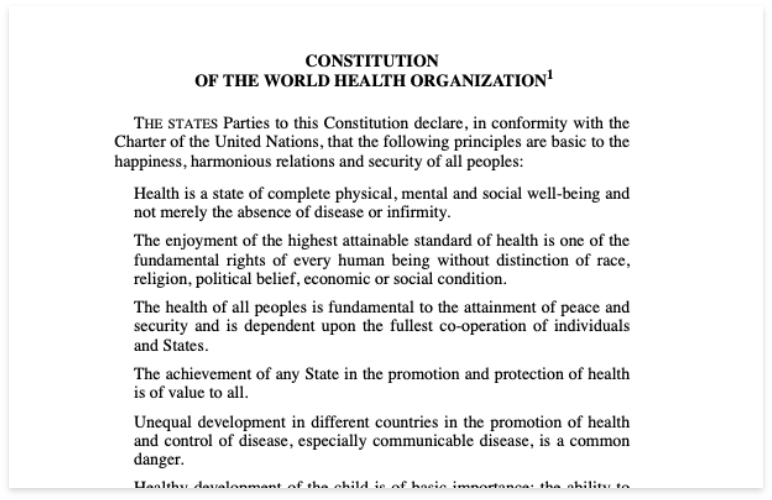 CONSTITUTION
OF THE WORLD HEALTH ORGANIZATION¹
THE STATES Parties to this Constitution declare, in conformity with the
Charter of the United Nations, that the following principles are basic to the
happiness, harmonious relations and security of all peoples:
Health is a state of complete physical, mental and social well-being and
not merely the absence of disease or infirmity.
The enjoyment of the highest attainable standard of health is one of the
fundamental rights of every human being without distinction of race,
religion, political belief, economic or social condition.
The health of all peoples is fundamental to the attainment of peace and
security and is dependent upon the fullest co-operation of individuals
and States.
The achievement of any State in the promotion and protection of health
is of value to all.
Unequal development in different countries in the promotion of health
and control of disease, especially communicable disease, is a common
danger.
Healthy development of the child is of basic importance; the ability to